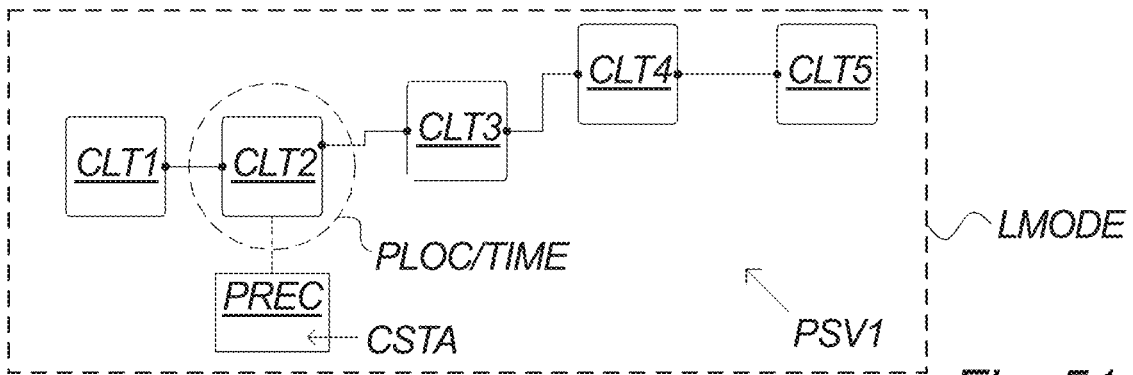 CLT4 CLT5
CLT3
CLT1 CLT2
LMODE
PLOC/TIME
PREC
PSV1
CSTA